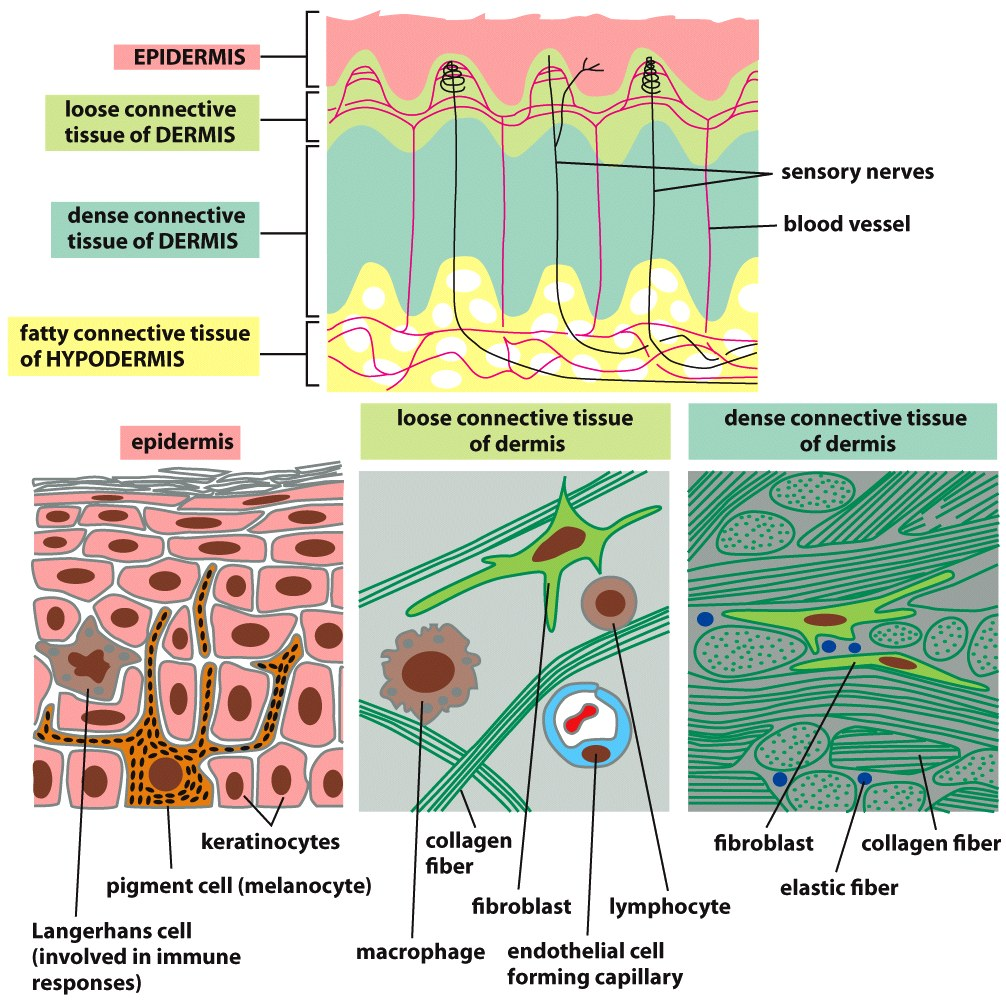 EPIDERMIS
loose connective
tissue of DERMIS
dense connective
tissue of DERMIS
fatty connective tissue
of HYPODERMIS
sensory nerves
blood vessel
epidermis
loose connective tissue
of dermis
dense connective tissue
of dermis
keratinocytes
pigment cell (melanocyte)
Langerhans cell
(involved in immune
responses)
collagen
fiber
fibroblast
lymphocyte
macrophage
endothelial cell
forming capillary
fibroblast
collagen fiber
elastic fiber